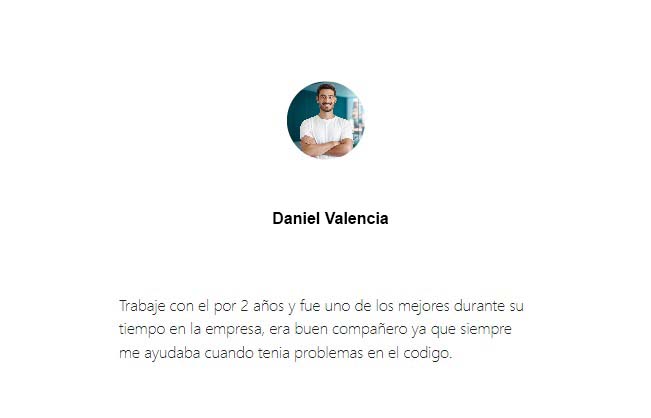 Daniel Valencia
Trabaje con el por 2 años y fue uno de los mejores durante su
tiempo en la empresa, era buen compañero ya que siempre
me ayudaba cuando tenia problemas en el codigo.